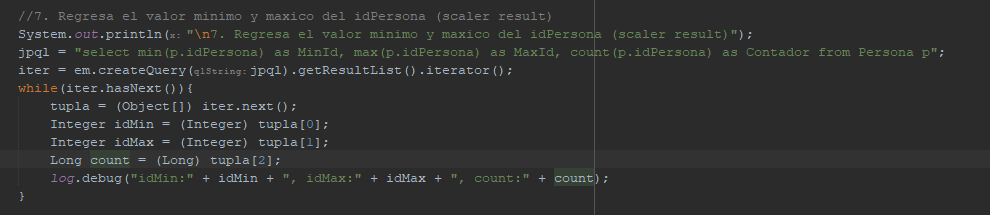 //7. Regresa el valor minimo y maxico del idPersona (scaler result)
System.out.println(x: "\n7. Regresa el valor minimo y maxico del idPersona (scaler result)");
jpql = "select min(p.idPersona) as MinId, max(p.idPersona) as MaxId, count(p.idPersona) as Contador from Persona p";
iter = em.createQuery(qlString: jpql).getResultList().iterator();
while(iter.hasNext()){
    tupla = (Object[]) iter.next();
    Integer idMin = (Integer) tupla[0];
    Integer idMax = (Integer) tupla[1];
    Long count = (Long) tupla[2];
    log.debug("idMin:" + idMin + ", idMax:" + idMax + ", count:" + count);
}